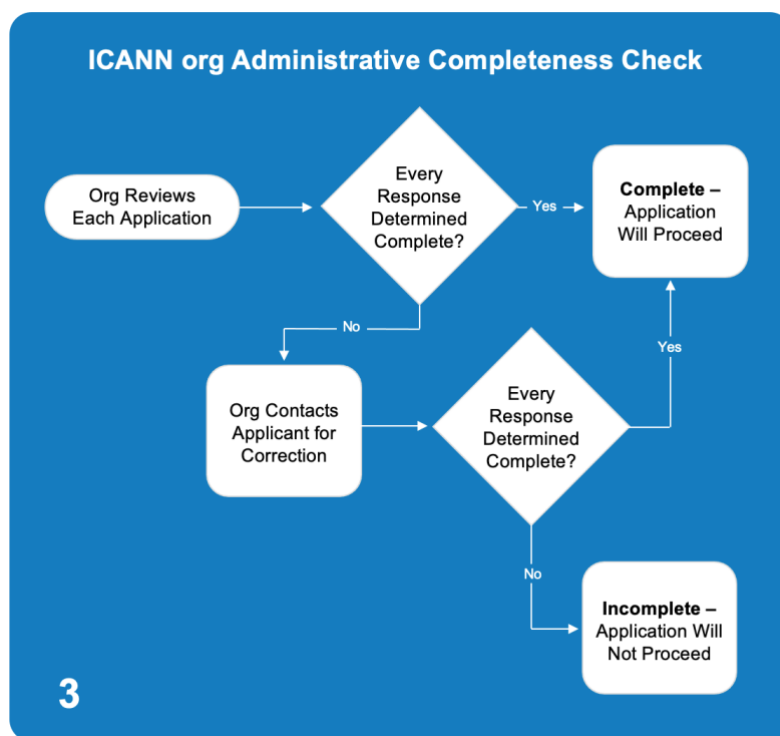 ICANN org Administrative Completeness Check
Org Reviews
Each Application
Every
Response
Determined
Complete?
Yes
Complete –
Application
Will Proceed
No
Org Contacts
Applicant for
Correction
Every
Response
Determined
Complete?
Yes
No
Incomplete –
Application Will
Not Proceed
3